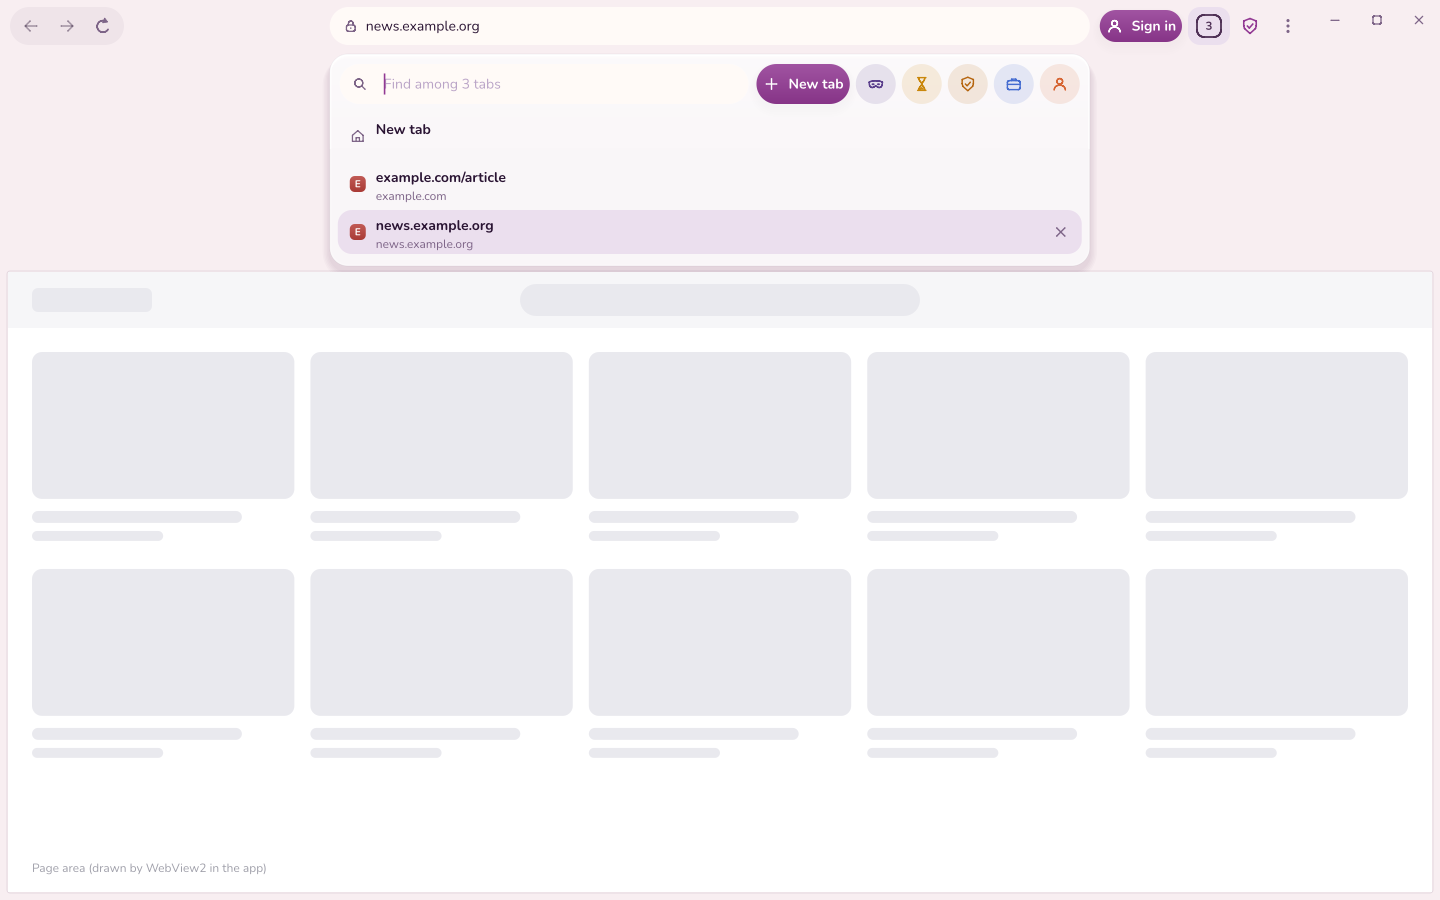 news.example.org
Sign in
3
Find among 3 tabs
New tab
New tab
E
example.com/article
example.com
E
news.example.org
news.example.org
Page area (drawn by WebView2 in the app)